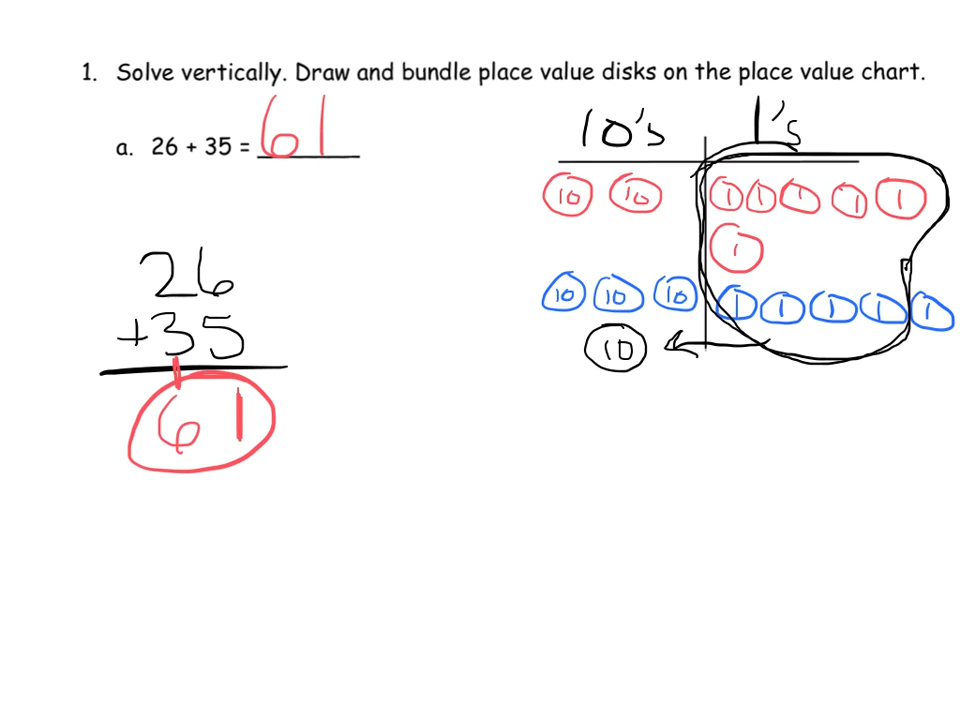 1. Solve vertically. Draw and bundle place value disks on the place value chart.
a. 26 + 35 = 61
10's 1's
10 10 1 1 1 1 1
1
10 10 10 1 1 1 1 1
10
26
+35
1
61